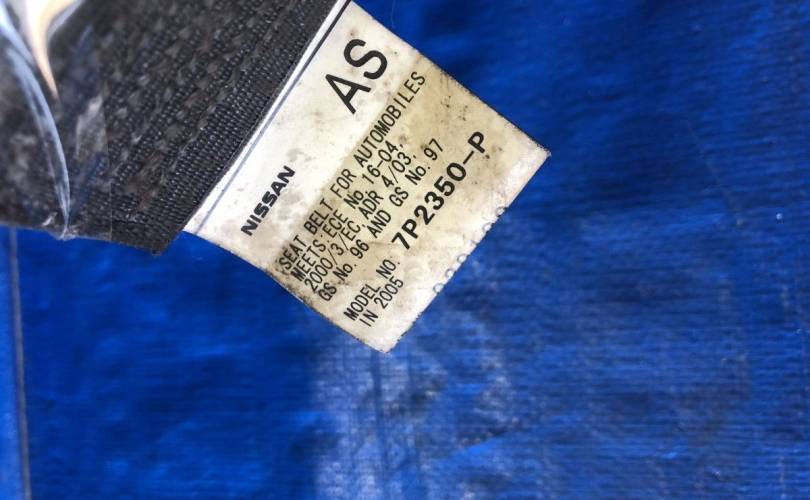 AS
NISSAN
SEAT BELT FOR AUTOMOBILES
MEETS:ECE No. 16-04,
2000/3/EC, ADR 4/03,
GS No. 96 AND GS No. 97
MODEL NO. 7P2350-P
IN 2005